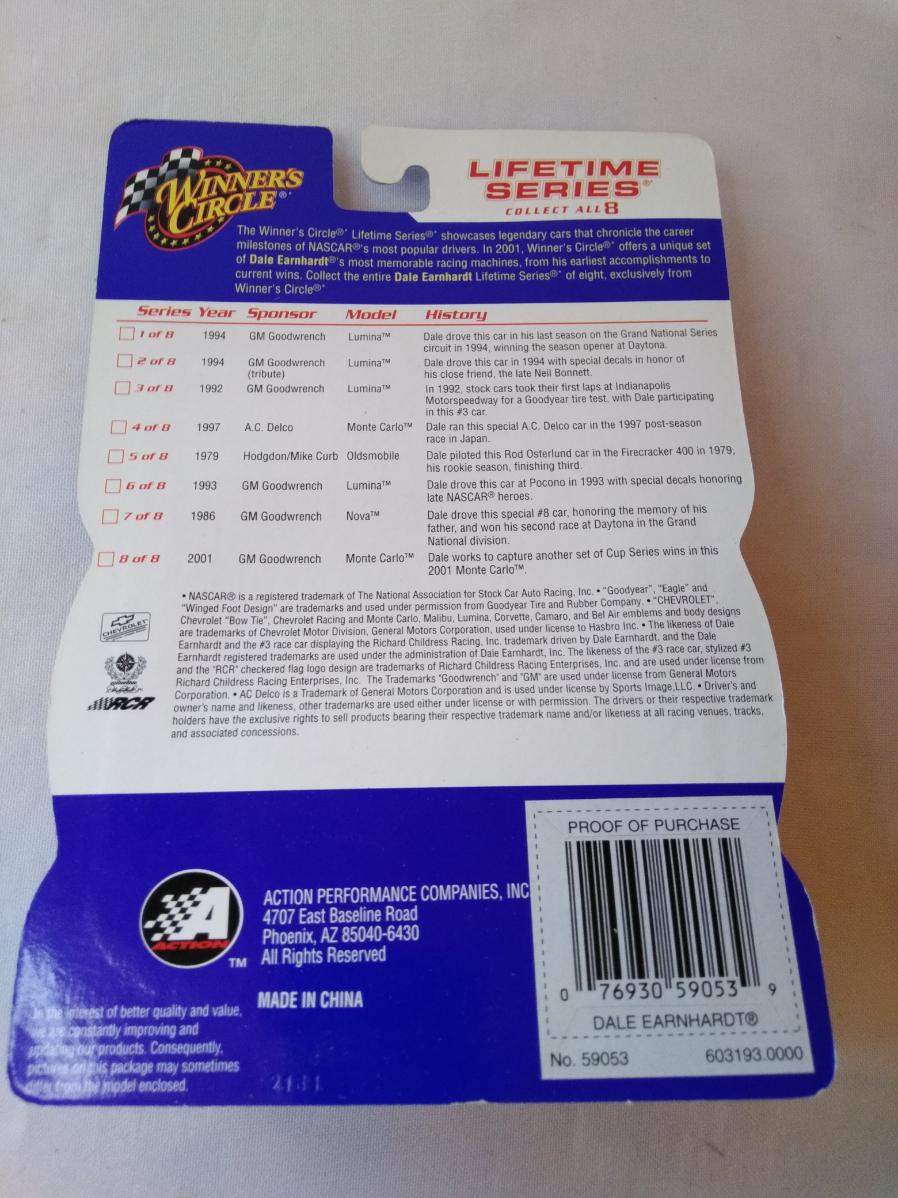 WINNER'S
CIRCLE®*
LIFETIME
SERIES®*
COLLECT ALL 8
The Winner's Circle®* Lifetime Series®* showcases legendary cars that chronicle the career
milestones of NASCAR®'s most popular drivers. In 2001, Winner's Circle®* offers a unique set
of Dale Earnhardt®'s most memorable racing machines, from his earliest accomplishments to
current wins. Collect the entire Dale Earnhardt Lifetime Series®* of eight, exclusively from
Winner's Circle®*
Series Year Sponsor Model History
1 of 8 1994 GM Goodwrench Lumina™ Dale drove this car in his last season on the Grand National Series
circuit in 1994, winning the season opener at Daytona.
2 of 8 1994 GM Goodwrench Lumina™ Dale drove this car in 1994 with special decals in honor of
(tribute) his close friend, the late Neil Bonnett.
3 of 8 1992 GM Goodwrench Lumina™ In 1992, stock cars took their first laps at Indianapolis
Motorspeedway for a Goodyear tire test, with Dale participating
in this #3 car.
4 of 8 1997 A.C. Delco Monte Carlo™ Dale ran this special A.C. Delco car in the 1997 post-season
race in Japan.
5 of 8 1979 Hodgdon/Mike Curb Oldsmobile Dale piloted this Rod Osterlund car in the Firecracker 400 in 1979,
his rookie season, finishing third.
6 of 8 1993 GM Goodwrench Lumina™ Dale drove this car at Pocono in 1993 with special decals honoring
late NASCAR® heroes.
7 of 8 1986 GM Goodwrench Nova™ Dale drove this special #8 car, honoring the memory of his
father, and won his second race at Daytona in the Grand
National division.
8 of 8 2001 GM Goodwrench Monte Carlo™ Dale works to capture another set of Cup Series wins in this
2001 Monte Carlo™.
• NASCAR® is a registered trademark of The National Association for Stock Car Auto Racing, Inc. • "Goodyear", "Eagle" and
"Winged Foot Design" are trademarks and used under permission from Goodyear Tire and Rubber Company. • "CHEVROLET",
Chevrolet "Bow Tie", Chevrolet Racing and Monte Carlo, Malibu, Lumina, Corvette, Camaro, and Bel Air emblems and body designs
are trademarks of Chevrolet Motor Division, General Motors Corporation, used under license to Hasbro Inc. • The likeness of Dale
Earnhardt and the #3 race car displaying the Richard Childress Racing, Inc. trademark driven by Dale Earnhardt, and the Dale
Earnhardt registered trademarks are used under the administration of Dale Earnhardt, Inc. The likeness of the #3 race car, stylized #3
and the "RCR" checkered flag logo design are trademarks of Richard Childress Racing Enterprises, Inc. and are used under license from
Richard Childress Racing Enterprises, Inc. The Trademarks "Goodwrench" and "GM" are used under license from General Motors
Corporation. • AC Delco is a Trademark of General Motors Corporation and is used under license by Sports Image,LLC. • Driver's and
owner's name and likeness, other trademarks are used either under license or with permission. The drivers or their respective trademark
holders have the exclusive rights to sell products bearing their respective trademark name and/or likeness at all racing venues, tracks,
and associated concessions.
CHEVROLET
RCR
PROOF OF PURCHASE
0 76930 59053 9
DALE EARNHARDT®
No. 59053 603193.0000
A
ACTION
TM
ACTION PERFORMANCE COMPANIES, INC
4707 East Baseline Road
Phoenix, AZ 85040-6430
All Rights Reserved
MADE IN CHINA
In the interest of better quality and value,
we are constantly improving and
updating our products. Consequently,
pictures on this package may sometimes
differ from the model enclosed.